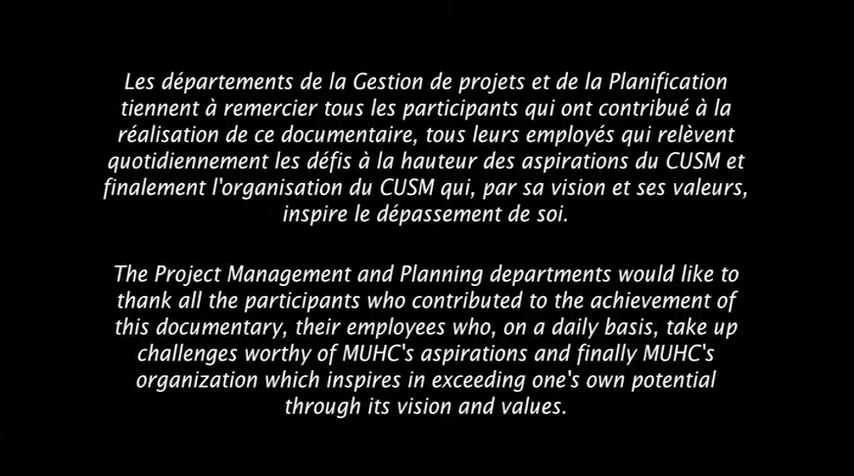 Les départements de la Gestion de projets et de la Planification
tiennent à remercier tous les participants qui ont contribué à la
réalisation de ce documentaire, tous leurs employés qui relèvent
quotidiennement les défis à la hauteur des aspirations du CUSM et
finalement l'organisation du CUSM qui, par sa vision et ses valeurs,
inspire le dépassement de soi.
The Project Management and Planning departments would like to
thank all the participants who contributed to the achievement of
this documentary, their employees who, on a daily basis, take up
challenges worthy of MUHC's aspirations and finally MUHC's
organization which inspires in exceeding one's own potential
through its vision and values.